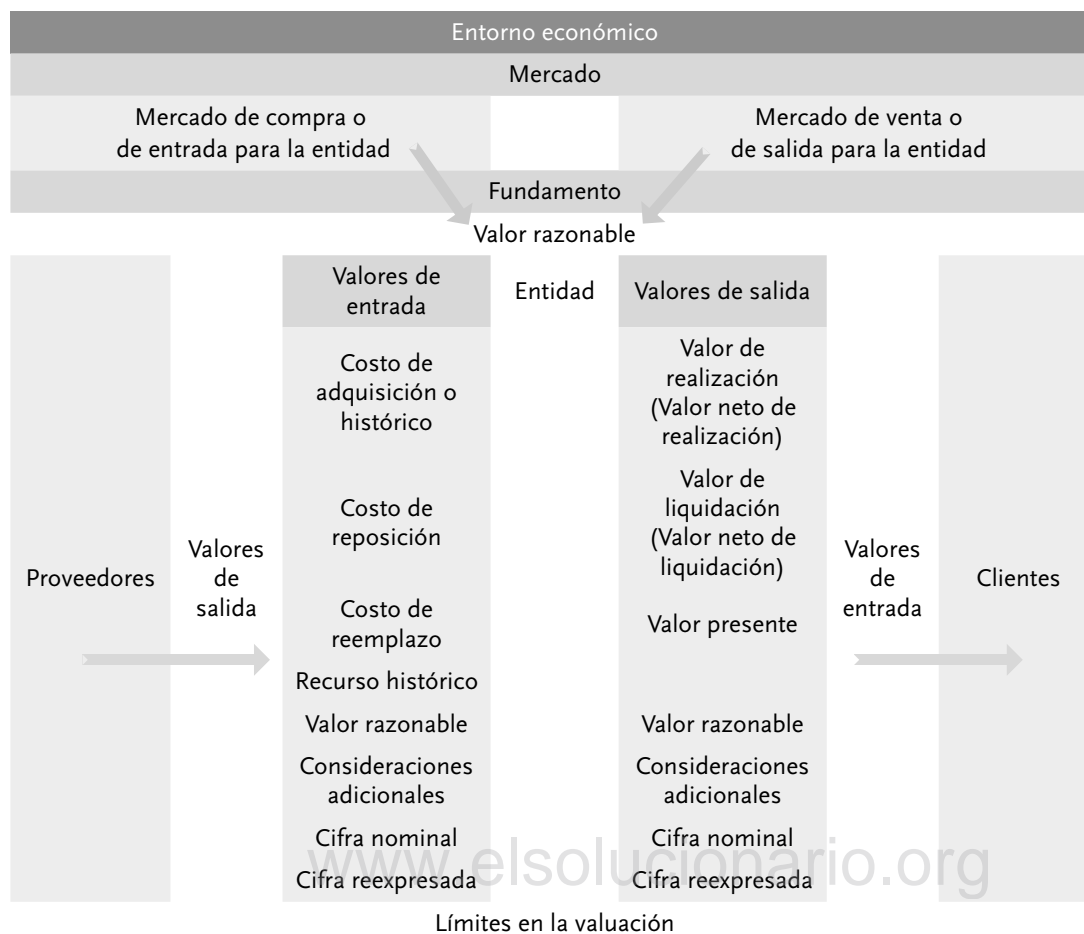 Entorno económico
Mercado
Mercado de compra o
de entrada para la entidad
Mercado de venta o
de salida para la entidad
Fundamento
Valor razonable
Proveedores
Valores
de
salida
Valores de
entrada
Costo de
adquisición o
histórico
Costo de
reposición
Costo de
reemplazo
Recurso histórico
Valor razonable
Consideraciones
adicionales
Cifra nominal
Cifra reexpresada
Entidad
Valores de salida
Valor de
realización
(Valor neto de
realización)
Valor de
liquidación
(Valor neto de
liquidación)
Valor presente
Valor razonable
Consideraciones
adicionales
Cifra nominal
Cifra reexpresada
Valores
de
entrada
Clientes
www.elsolucionario.org
Límites en la valuación